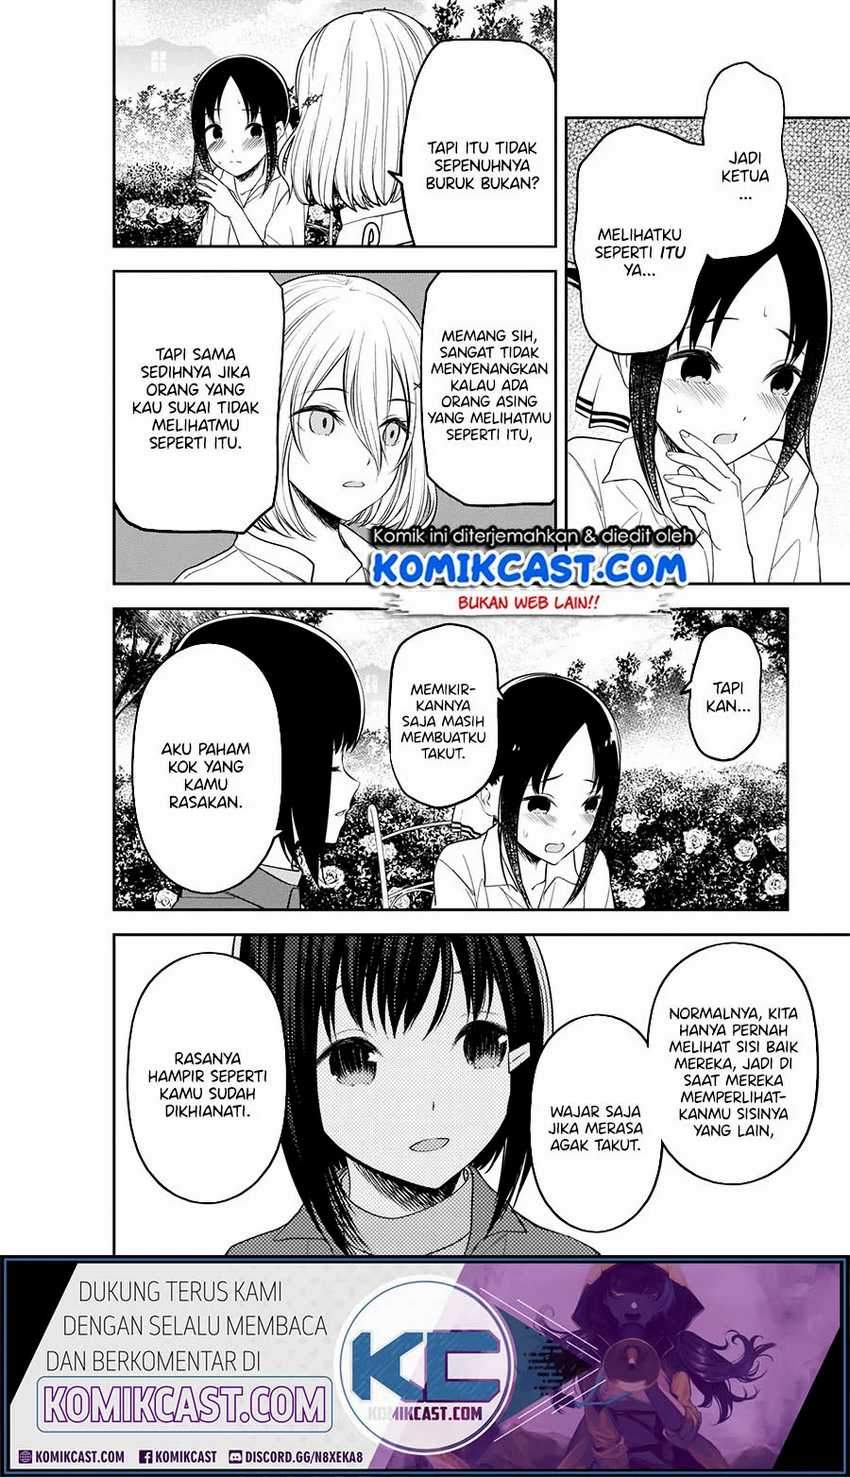 JADI
KETUA
...
MELIHATKU
SEPERTI ITU
YA...
TAPI ITU TIDAK
SEPENUHNYA
BURUK BUKAN?
MEMANG SIH,
SANGAT TIDAK
MENYENANGKAN
KALAU ADA
ORANG ASING
YANG MELIHATMU
SEPERTI ITU,
TAPI SAMA
SEDIHNYA JIKA
ORANG YANG
KAU SUKAI TIDAK
MELIHATMU
SEPERTI ITU.
Komik ini diterjemahkan & diedit oleh
KOMIKCAST.COM
BUKAN WEB LAIN!!
TAPI
KAN...
MEMIKIR-
KANNYA
SAJA MASIH
MEMBUATKU
TAKUT.
AKU PAHAM
KOK YANG
KAMU
RASAKAN.
NORMALNYA, KITA
HANYA PERNAH
MELIHAT SISI BAIK
MEREKA, JADI DI
SAAT MEREKA
MEMPERLIHAT-
KANMU SISINYA
YANG LAIN,
WAJAR SAJA
JIKA MERASA
AGAK TAKUT.
RASANYA
HAMPIR SEPERTI
KAMU SUDAH
DIKHIANATI.
DUKUNG TERUS KAMI
DENGAN SELALU MEMBACA
DAN BERKOMENTAR DI
KOMIKCAST.COM
KC
KOMIKCAST.COM
KOMIKCAST.COM KOMIKCAST DISCORD.GG/N8XEKA8